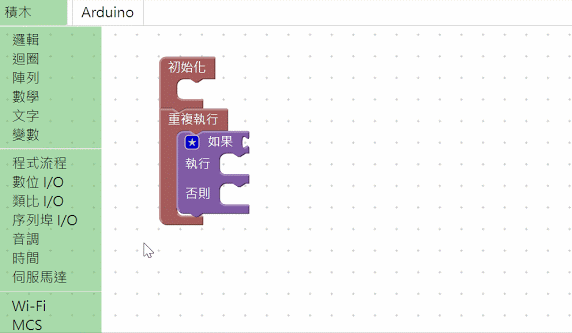 積木
Arduino
邏輯
迴圈
陣列
數學
文字
變數
程式流程
數位 I/O
類比 I/O
序列埠 I/O
音調
時間
伺服馬達
Wi-Fi
MCS
初始化
重複執行
如果
執行
否則